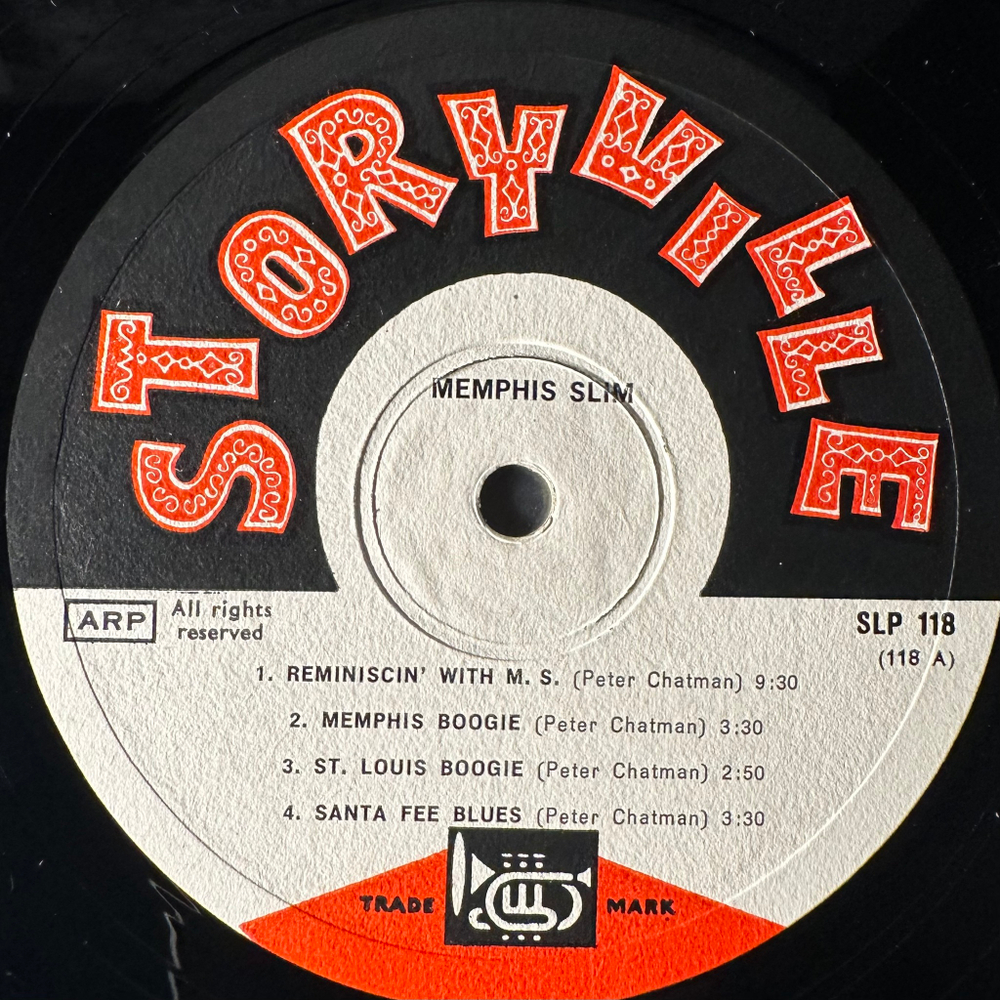 STORYVILLE
MEMPHIS SLIM
ARP
All rights
reserved
SLP 118
(118 A)
1. REMINISCIN' WITH M. S. (Peter Chatman) 9:30
2. MEMPHIS BOOGIE (Peter Chatman) 3:30
3. ST. LOUIS BOOGIE (Peter Chatman) 2:50
4. SANTA FEE BLUES (Peter Chatman) 3:30
TRADE MARK